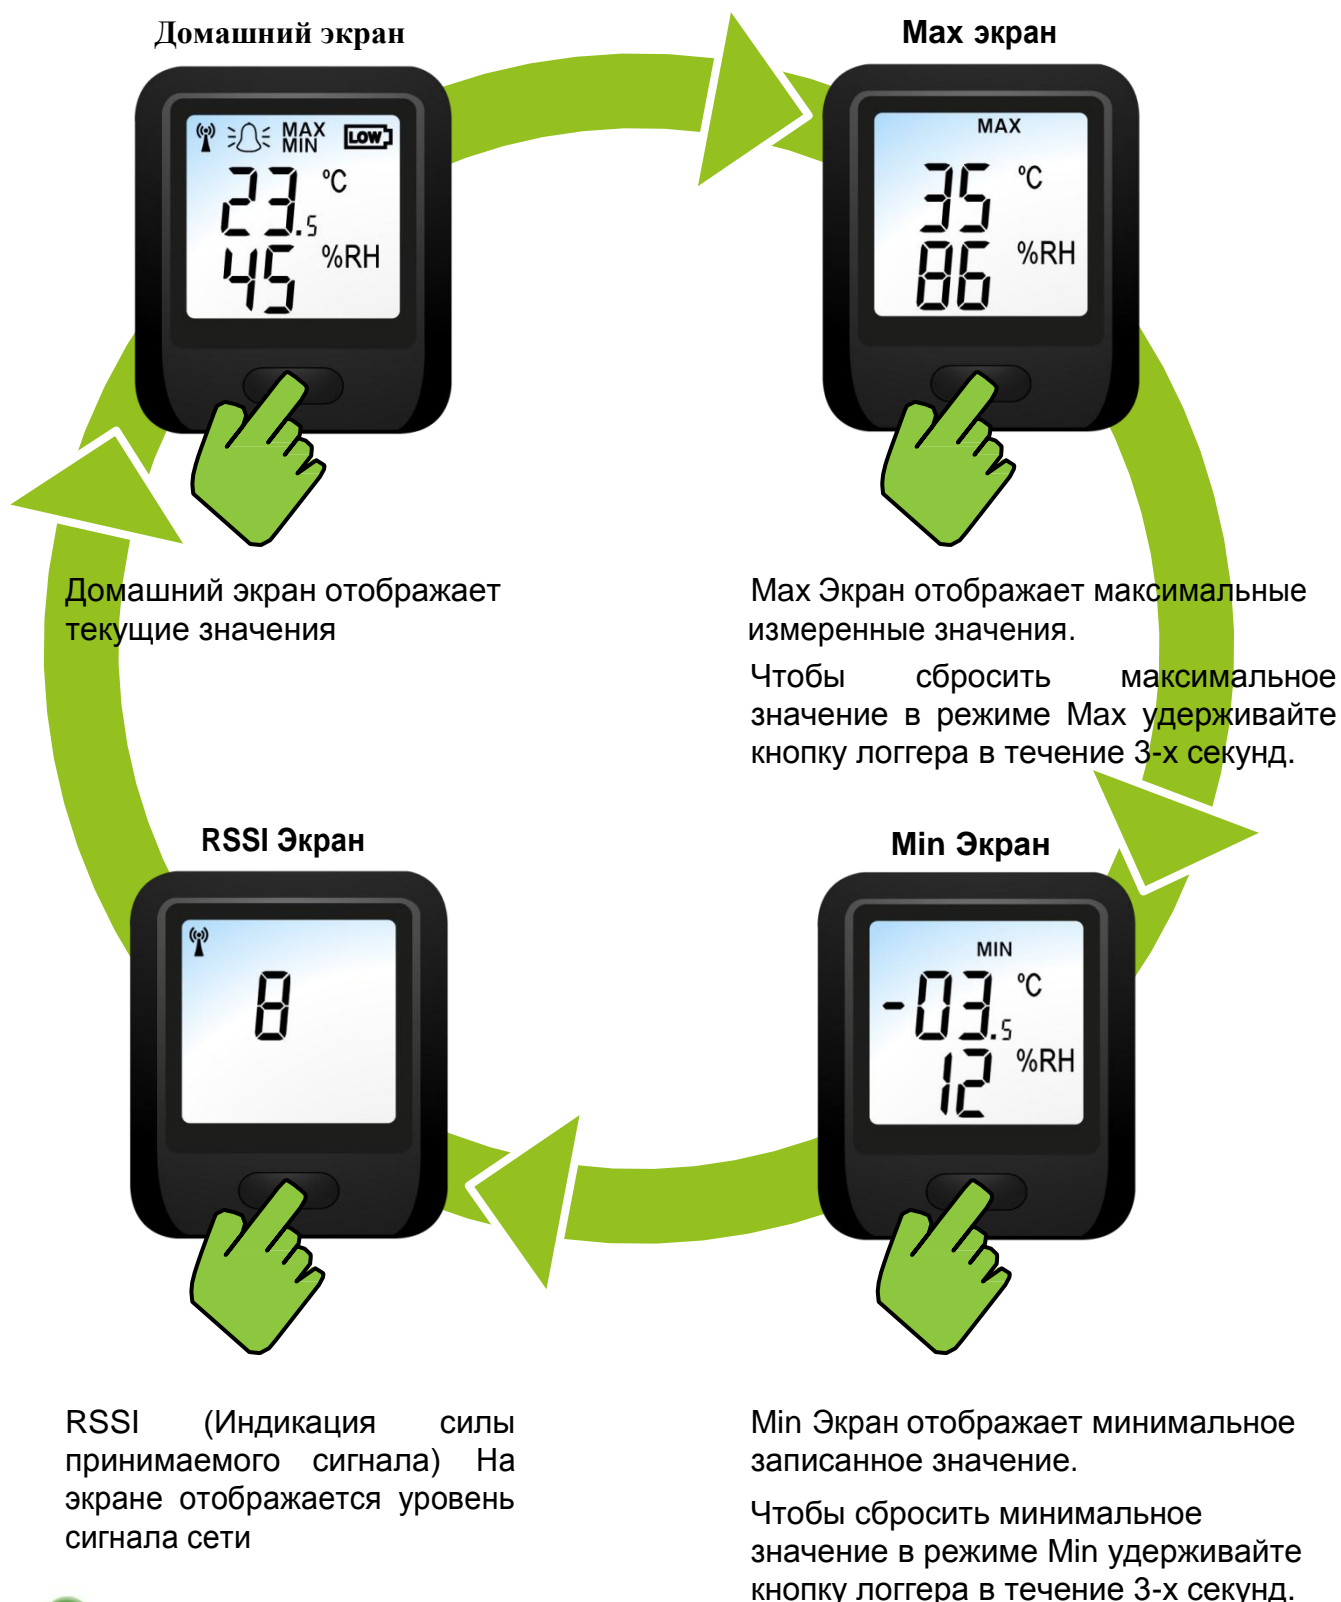 Домашний экран
Max экран
MAX
MIN
LOW
23.5 °C
45 %RH
MAX
35 °C
86 %RH
Домашний экран отображает
текущие значения
Max Экран отображает максимальные
измеренные значения.
Чтобы сбросить максимальное
значение в режиме Max удерживайте
кнопку логгера в течение 3-х секунд.
RSSI Экран
Min Экран
8
MIN
-03.5 °C
12 %RH
RSSI (Индикация силы
принимаемого сигнала) На
экране отображается уровень
сигнала сети
Min Экран отображает минимальное
записанное значение.
Чтобы сбросить минимальное
значение в режиме Min удерживайте
кнопку логгера в течение 3-х секунд.